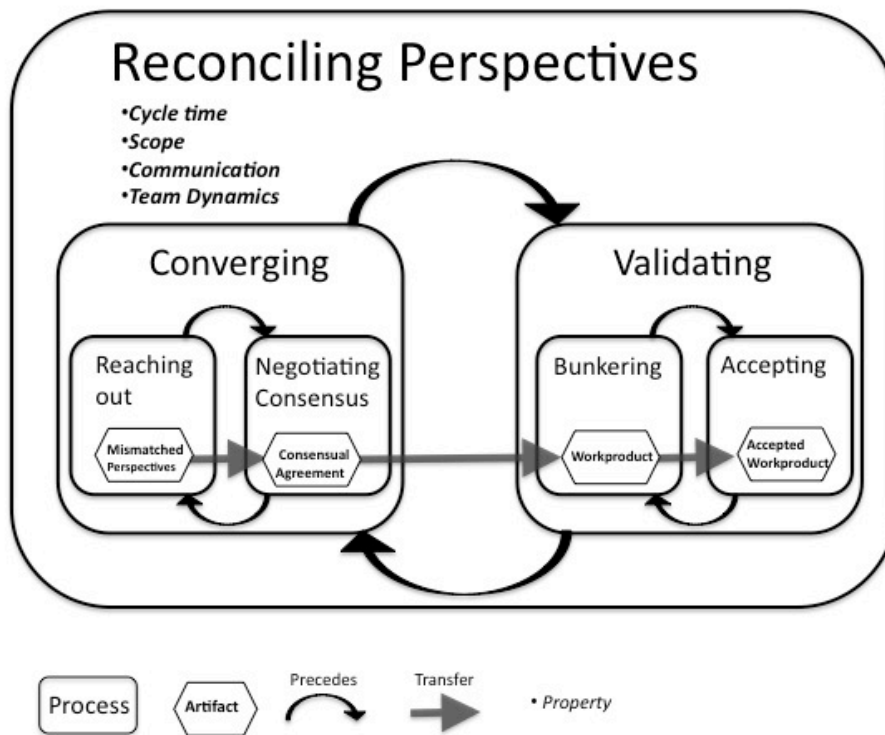 Reconciling Perspectives
•Cycle time
•Scope
•Communication
•Team Dynamics
Converging
Validating
Reaching
out
Negotiating
Consensus
Bunkering
Accepting
Mismatched
Perspectives
Consensual
Agreement
Workproduct
Accepted
Workproduct
Process
Artifact
Precedes
Transfer
• Property